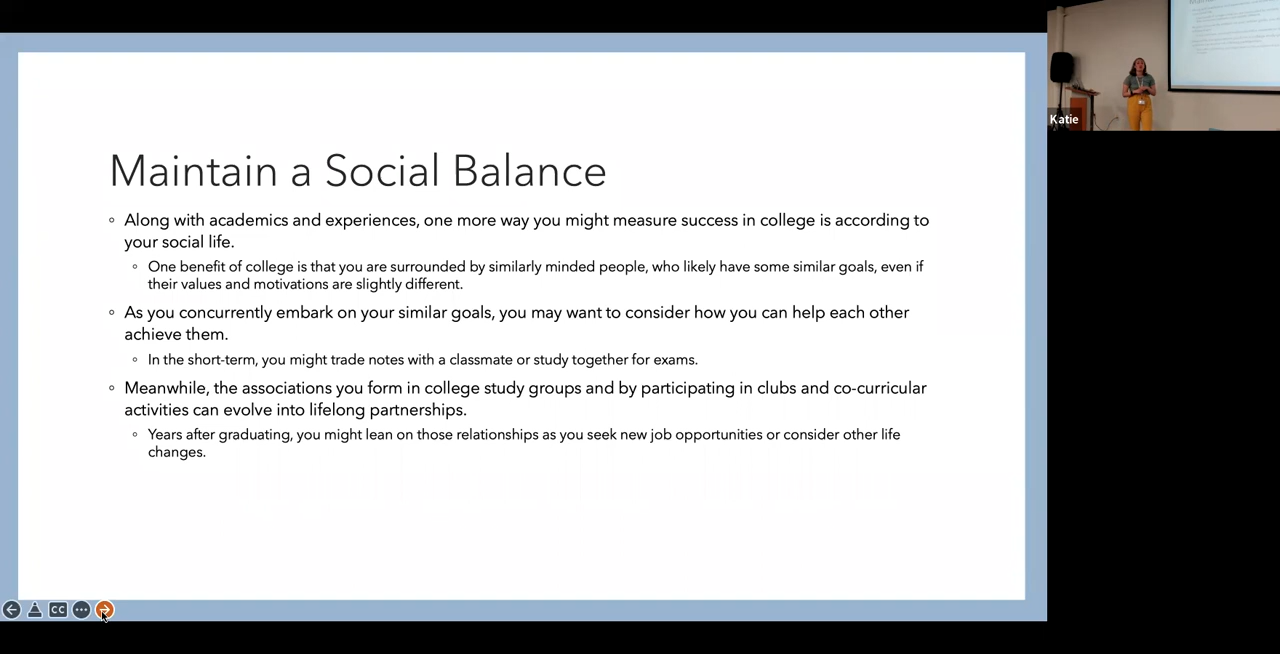 Maintain a Social Balance
◦ Along with academics and experiences, one more way you might measure success in college is according to
your social life.
◦ One benefit of college is that you are surrounded by similarly minded people, who likely have some similar goals, even if
their values and motivations are slightly different.
◦ As you concurrently embark on your similar goals, you may want to consider how you can help each other
achieve them.
◦ In the short-term, you might trade notes with a classmate or study together for exams.
◦ Meanwhile, the associations you form in college study groups and by participating in clubs and co-curricular
activities can evolve into lifelong partnerships.
◦ Years after graduating, you might lean on those relationships as you seek new job opportunities or consider other life
changes.
CC
Katie